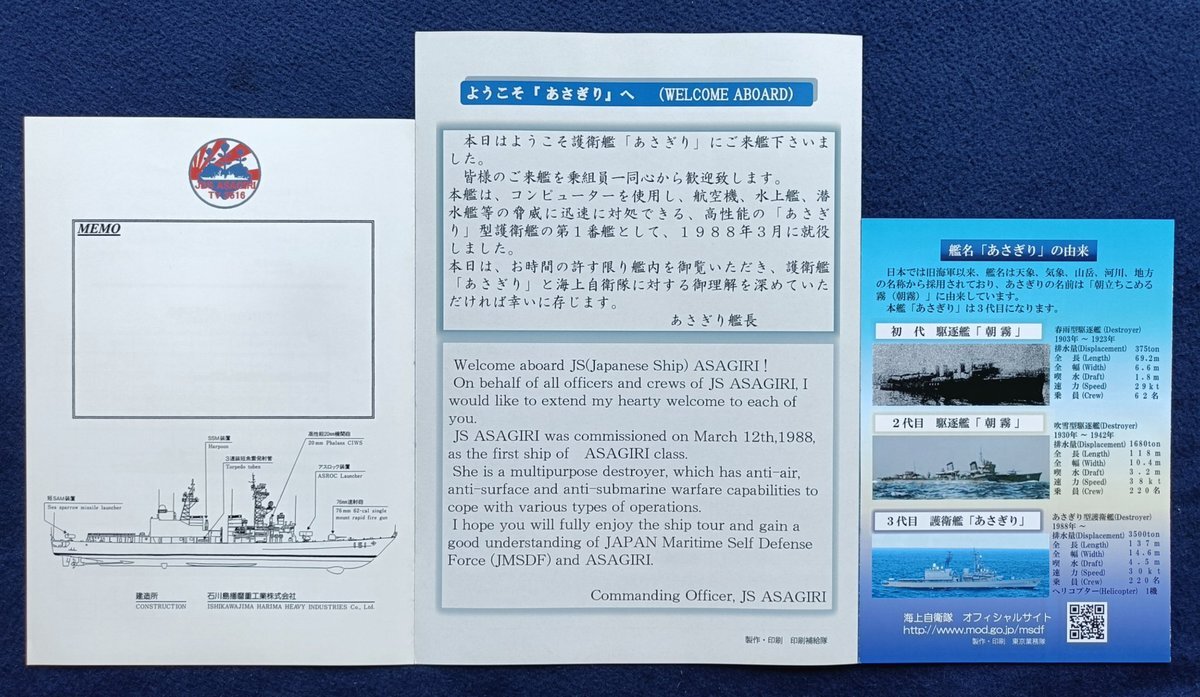 JDS ASAGIRI
MEMO
SSM装置
Harpoon
高性能20mm機関砲
20mm Phalanx CIWS
3連装短魚雷発射管
Torpedo tubes
アスロック装置
ASROC Launcher
短SAM装置
Sea sparrow missile launcher
76mm速射砲
76mm 62-cal single
mount rapid fire gun
151
建造所
CONSTRUCTION
石川島播磨重工業株式会社
ISHIKAWAJIMA HARIMA HEAVY INDUSTRIES Co., Ltd.
ようこそ『あさぎり』へ (WELCOME ABOARD)
本日はようこそ護衛艦「あさぎり」にご来艦下さいま
した。
皆様のご来艦を乗組員一同心から歓迎致します。
本艦は、コンピューターを使用し、航空機、水上艦、潜
水艦等の脅威に迅速に対処できる、高性能の「あさぎ
り」型護衛艦の第1番艦として、1988年3月に就役
しました。
本日は、お時間の許す限り艦内を御覧いただき、護衛艦
「あさぎり」と海上自衛隊に対する御理解を深めていた
だければ幸いに存じます。
あさぎり艦長
Welcome aboard JS(Japanese Ship) ASAGIRI !
On behalf of all officers and crews of JS ASAGIRI, I
would like to extend my hearty welcome to each of
you.
JS ASAGIRI was commissioned on March 12th,1988,
as the first ship of ASAGIRI class.
She is a multipurpose destroyer, which has anti-air,
anti-surface and anti-submarine warfare capabilities to
cope with various types of operations.
I hope you will fully enjoy the ship tour and gain a
good understanding of JAPAN Maritime Self Defense
Force (JMSDF) and ASAGIRI.
Commanding Officer, JS ASAGIRI
製作・印刷 印刷補給隊
艦名「あさぎり」の由来
日本では旧海軍以来、艦名は天象、気象、山岳、河川、地方
の名称から採用されており、あさぎりの名前は「朝立ちこめる
霧（朝霧）」に由来しています。
本艦「あさぎり」は3代目になります。
初代 駆逐艦「朝霧」
春雨型駆逐艦(Destroyer)
1903年～1923年
排水量(Displacement) 375ton
全長(Length) 69.2m
全幅(Width) 6.6m
喫水(Draft) 1.8m
速力(Speed) 29kt
乗員(Crew) 62名
2代目 駆逐艦「朝霧」
吹雪型駆逐艦(Destroyer)
1930年～1942年
排水量(Displacement) 1680ton
全長(Length) 118m
全幅(Width) 10.4m
喫水(Draft) 3.2m
速力(Speed) 38kt
乗員(Crew) 220名
3代目 護衛艦「あさぎり」
あさぎり型護衛艦(Destroyer)
1988年～
排水量(Displacement) 3500ton
全長(Length) 137m
全幅(Width) 14.6m
喫水(Draft) 4.5m
速力(Speed) 30kt
乗員(Crew) 220名
ヘリコプター(Helicopter) 1機
海上自衛隊 オフィシャルサイト
http://www.mod.go.jp/msdf
製作・印刷 東京業務隊